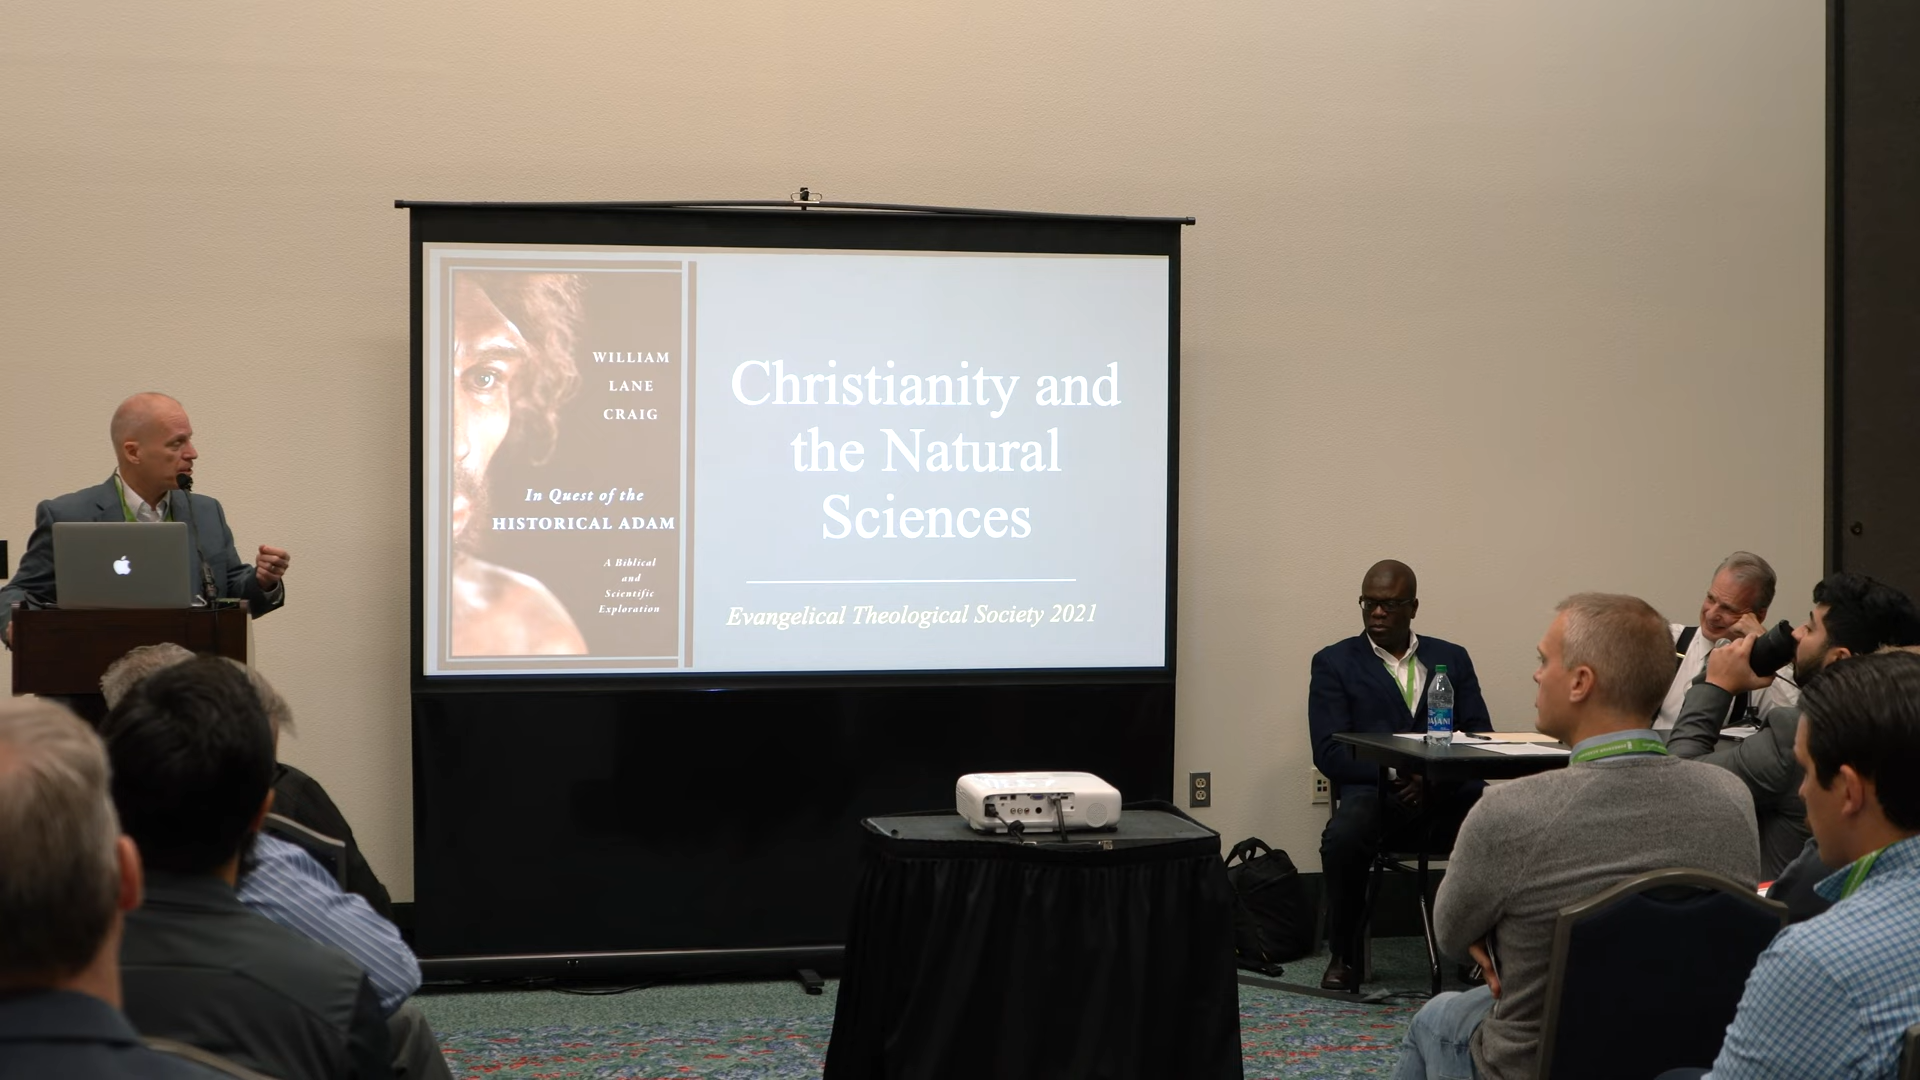 WILLIAM
LANE
CRAIG
In Quest of the
HISTORICAL ADAM
A Biblical
and
Scientific
Exploration
Christianity and
the Natural
Sciences
Evangelical Theological Society 2021
DASANI